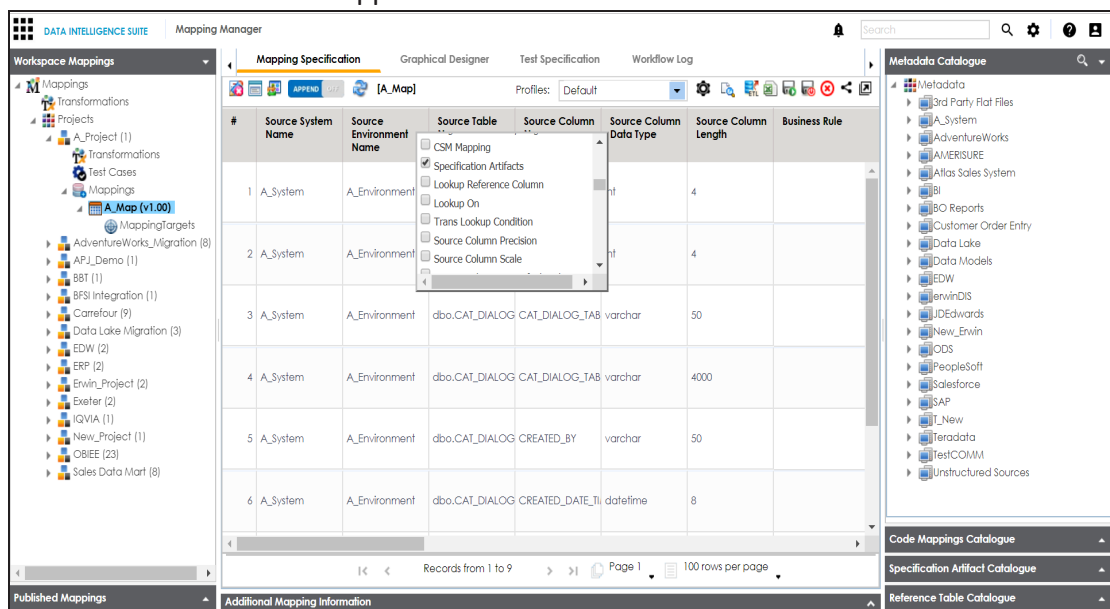 DATA INTELLIGENCE SUITE Mapping Manager Search
Workspace Mappings
Mappings
Transformations
Projects
A_Project (1)
Transformations
Test Cases
Mappings
A_Map (v1.00)
MappingTargets
AdventureWorks_Migration (8)
APJ_Demo (1)
BBT (1)
BFSI Integration (1)
Carrefour (9)
Data Lake Migration (3)
EDW (2)
ERP (2)
Erwin_Project (2)
Exeter (2)
IQVIA (1)
New_Project (1)
OBIEE (23)
Sales Data Mart (8)
Published Mappings
Mapping Specification Graphical Designer Test Specification Workflow Log
APPEND [A_Map] Profiles: Default
# Source System Name Source Environment Name Source Table Source Column Source Column Data Type Source Column Length Business Rule
CSM Mapping
Specification Artifacts
Lookup Reference Column
Lookup On
Trans Lookup Condition
Source Column Precision
Source Column Scale
1 A_System A_Environment 4
2 A_System A_Environment 4
3 A_System A_Environment dbo.CAT_DIALOG CAT_DIALOG_TAB varchar 50
4 A_System A_Environment dbo.CAT_DIALOG CAT_DIALOG_TAB varchar 4000
5 A_System A_Environment dbo.CAT_DIALOG CREATED_BY varchar 50
6 A_System A_Environment dbo.CAT_DIALOG CREATED_DATE_TI datetime 8
Records from 1 to 9 Page 1 100 rows per page
Additional Mapping Information
Metadata Catalogue
Metadata
3rd Party Flat Files
A_System
AdventureWorks
AMERISURE
Atlas Sales System
BI
BO Reports
Customer Order Entry
Data Lake
Data Models
EDW
erwinDIS
JDEdwards
New_Erwin
ODS
PeopleSoft
Salesforce
SAP
T_New
Teradata
TestCOMM
Unstructured Sources
Code Mappings Catalogue
Specification Artifact Catalogue
Reference Table Catalogue